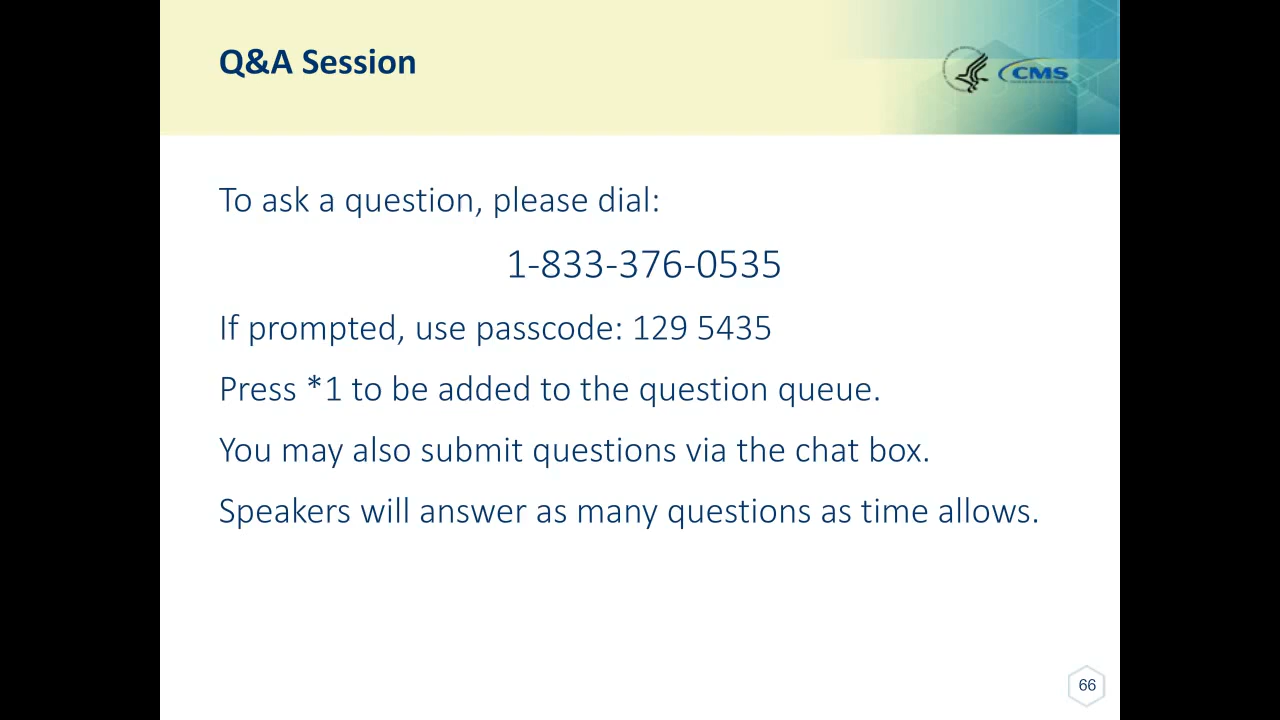 Q&A Session
CMS
To ask a question, please dial:
1-833-376-0535
If prompted, use passcode: 129 5435
Press *1 to be added to the question queue.
You may also submit questions via the chat box.
Speakers will answer as many questions as time allows.
66